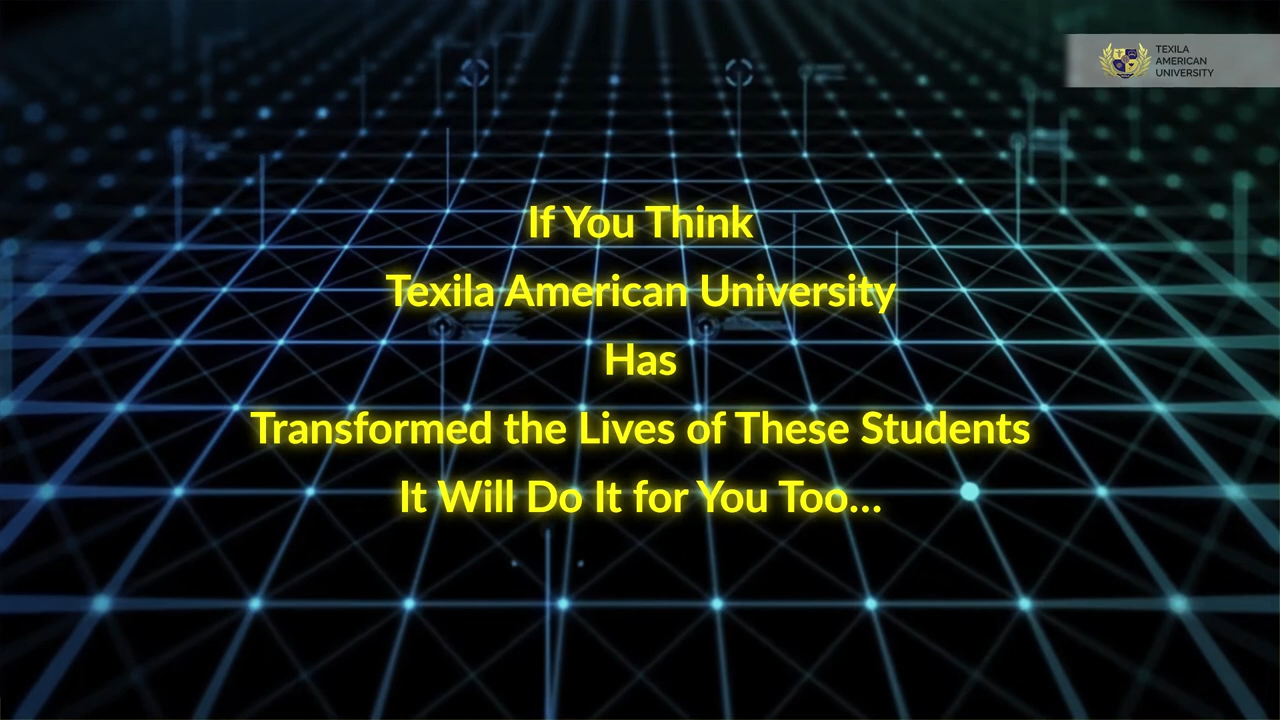 TEXILA
AMERICAN
UNIVERSITY
If You Think
Texila American University
Has
Transformed the Lives of These Students
It Will Do It for You Too...